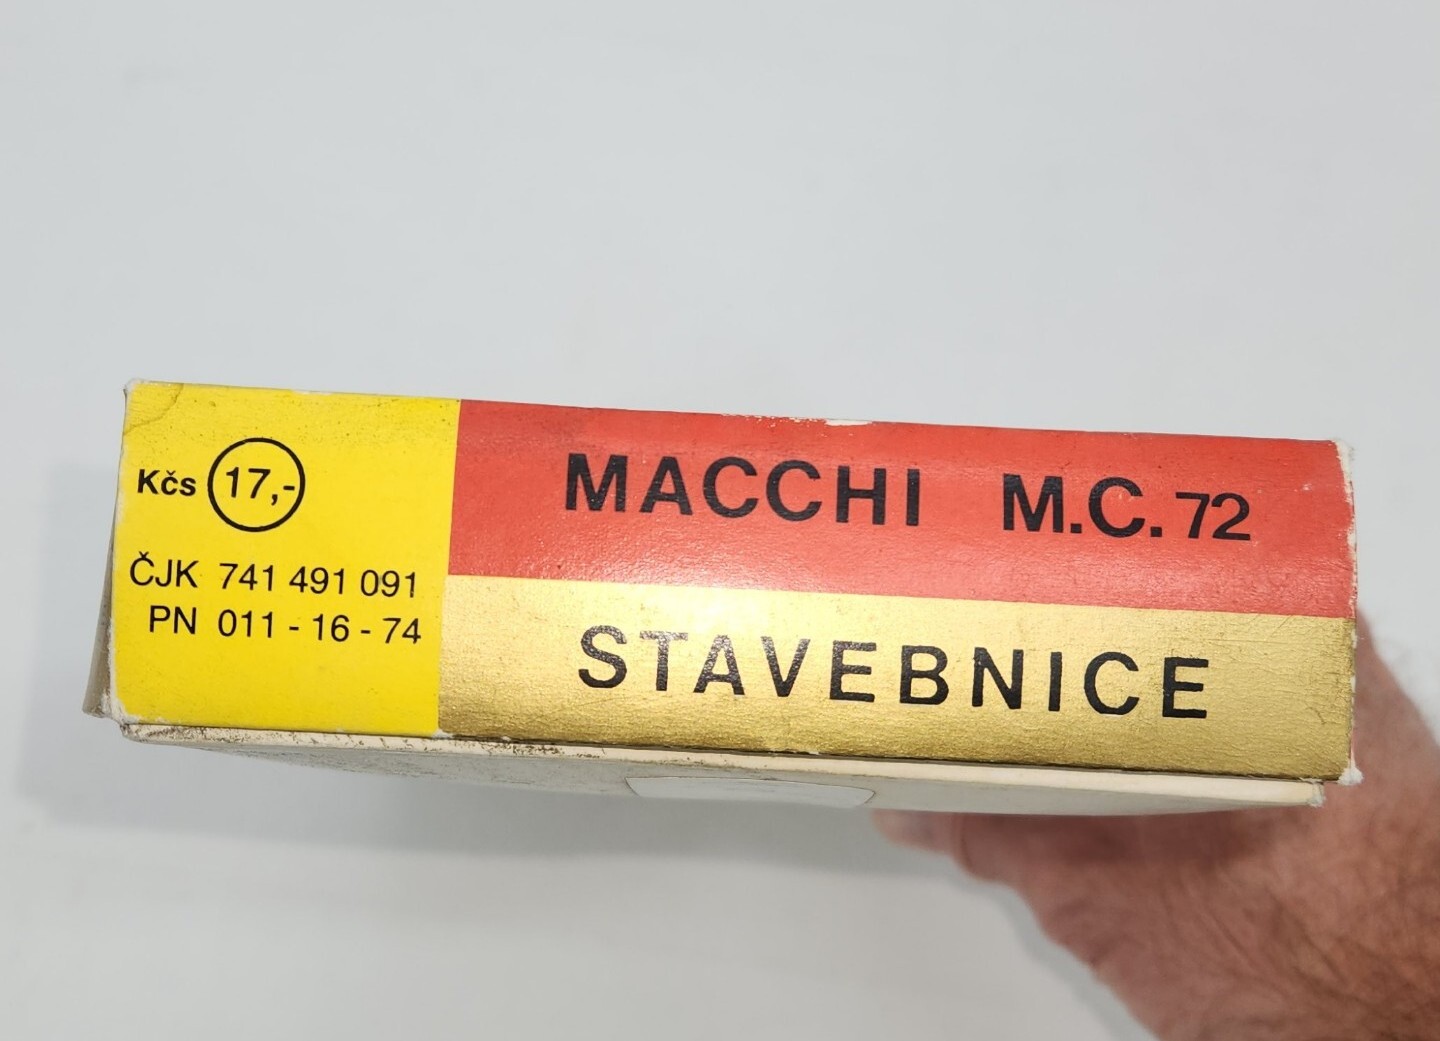 Kčs 17,-
ČJK 741 491 091
PN 011 - 16 - 74
MACCHI M.C. 72
STAVEBNICE